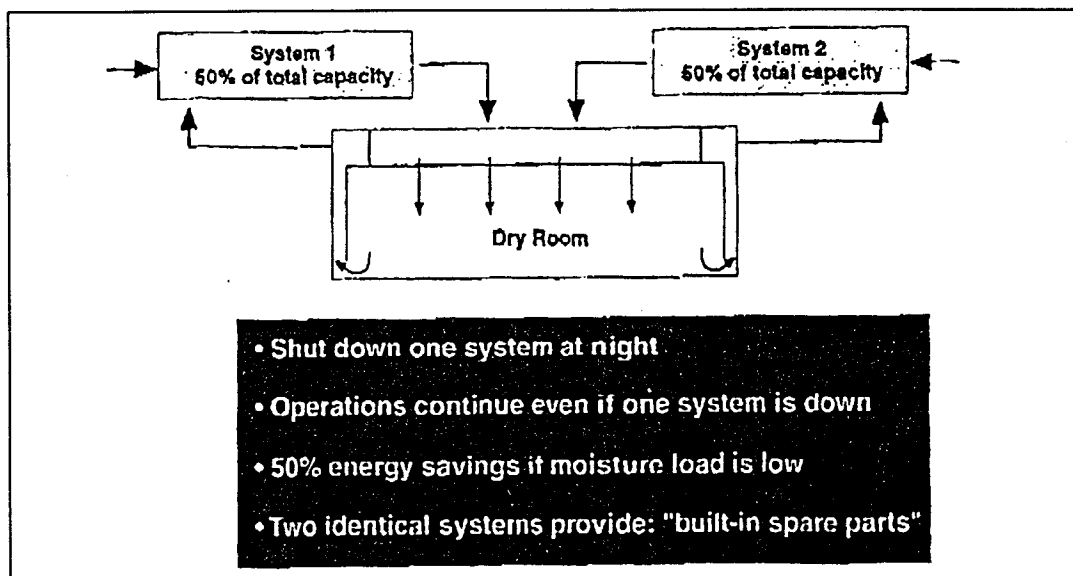 System 1
50% of total capacity
System 2
50% of total capacity
Dry Room
• Shut down one system at night
• Operations continue even if one system is down
• 50% energy savings if moisture load is low
• Two identical systems provide: "built-in spare parts"